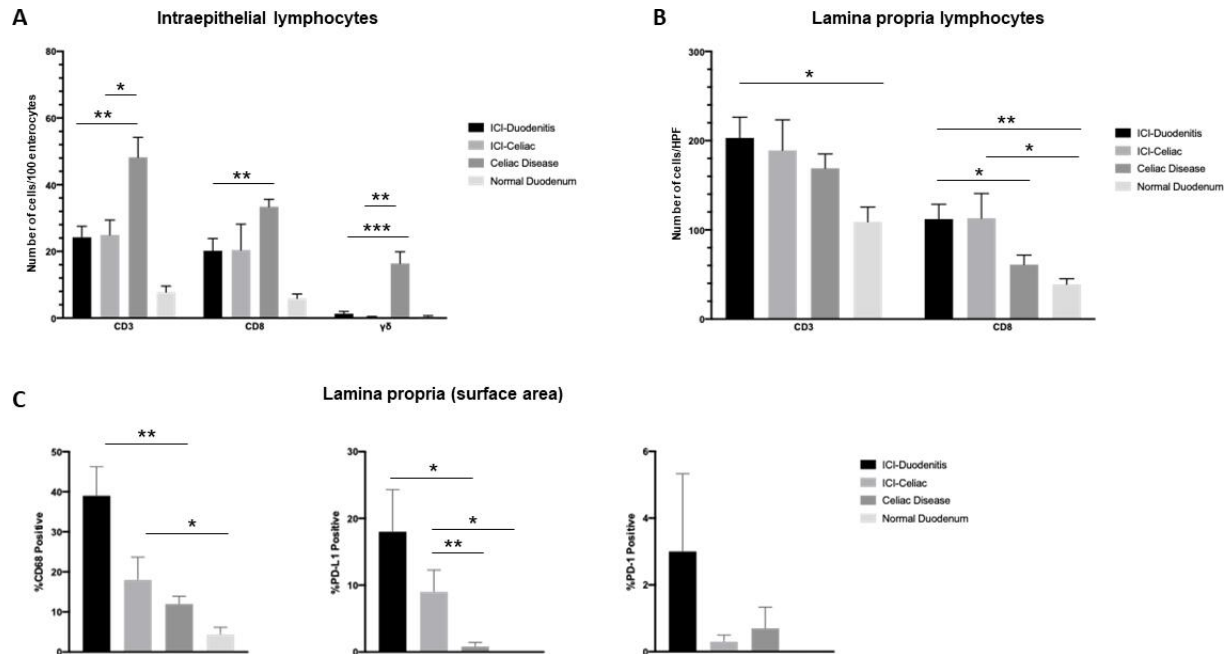 A
Intraepithelial lymphocytes
Number of cells/100 enterocytes
80
60
40
20
0
*
**
**
**
***
CD3
CD8
γδ
ICI-Duodenitis
ICI-Celiac
Celiac Disease
Normal Duodenum
B
Lamina propria lymphocytes
Number of cells/HPF
300
200
100
0
*
**
*
*
CD3
CD8
ICI-Duodenitis
ICI-Celiac
Celiac Disease
Normal Duodenum
C
Lamina propria (surface area)
%CD68 Positive
50
40
30
20
10
0
**
*
%PD-L1 Positive
30
20
10
0
*
*
**
%PD-1 Positive
6
4
2
0
ICI-Duodenitis
ICI-Celiac
Celiac Disease
Normal Duodenum